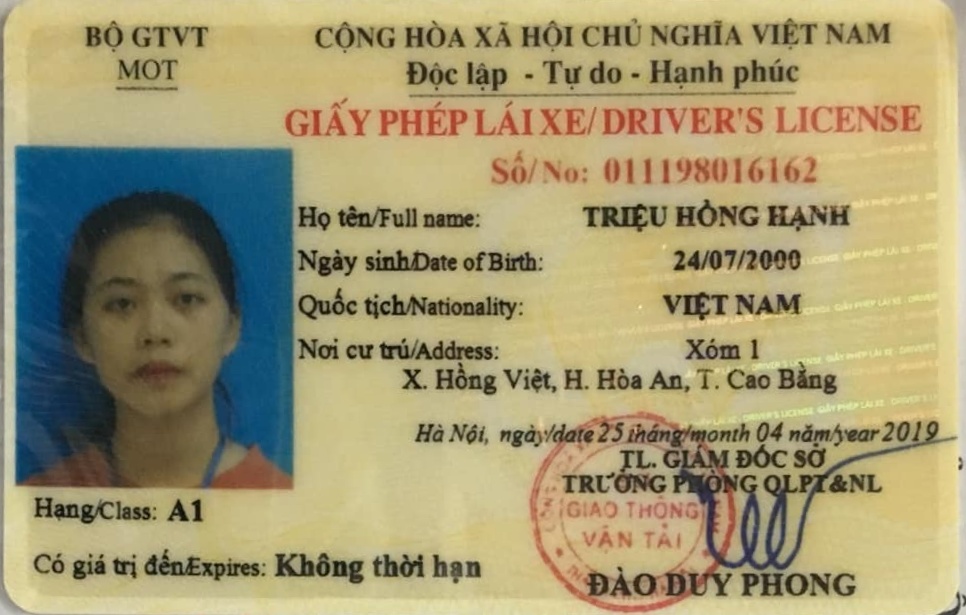 BỘ GTVT
MOT
CỘNG HÒA XÃ HỘI CHỦ NGHĨA VIỆT NAM
Độc lập - Tự do - Hạnh phúc
GIẤY PHÉP LÁI XE/DRIVER'S LICENSE
Số/No: 011198016162
Họ tên/Full name: TRIỆU HỒNG HẠNH
Ngày sinh/Date of Birth: 24/07/2000
Quốc tịch/Nationality: VIỆT NAM
Nơi cư trú/Address: Xóm 1
X. Hồng Việt, H. Hòa An, T. Cao Bằng
Hà Nội, ngày/date 25 tháng/month 04 năm/year 2019
TL. GIÁM ĐỐC SỞ
TRƯỞNG PHÒNG QLPT&NL
GIAO THÔNG
VẬN TẢI
ĐÀO DUY PHONG
Hạng/Class: A1
Có giá trị đến/Expires: Không thời hạn